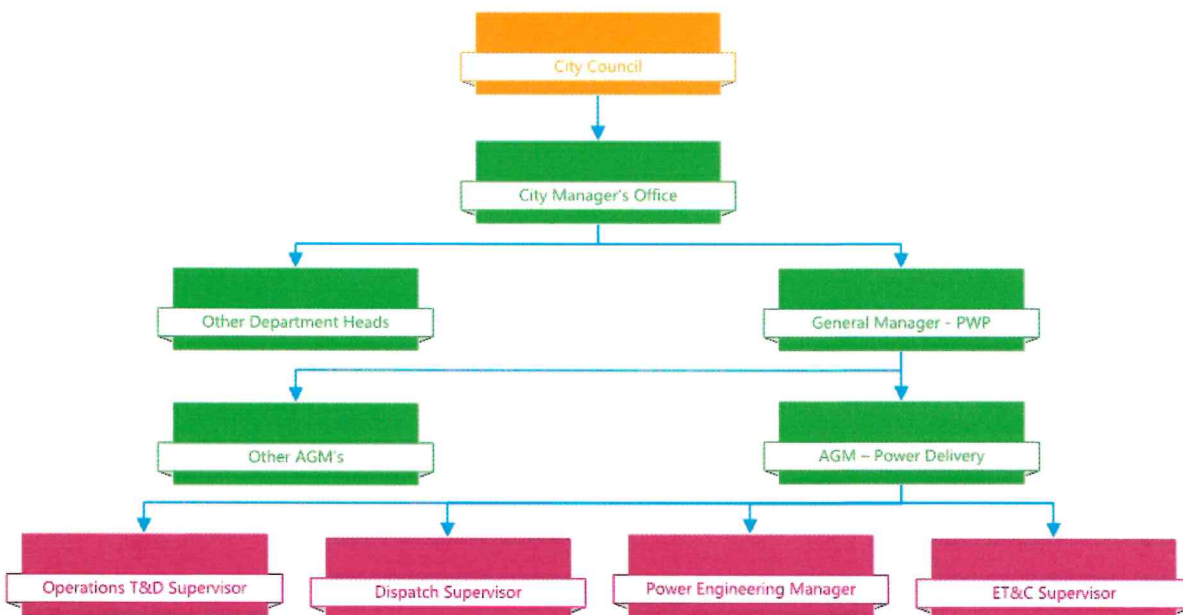 City Council
City Manager's Office
Other Department Heads
General Manager - PWP
Other AGM's
AGM – Power Delivery
Operations T&D Supervisor
Dispatch Supervisor
Power Engineering Manager
ET&C Supervisor